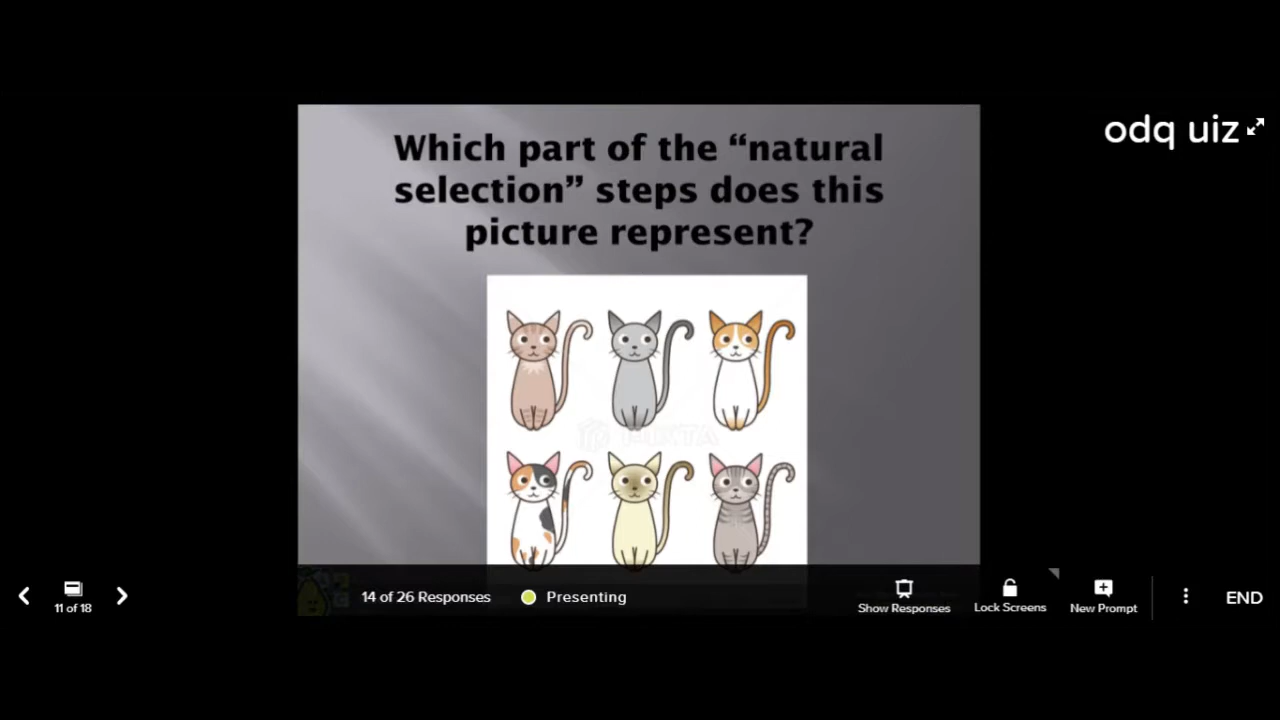 odq uiz
Which part of the “natural
selection” steps does this
picture represent?
11 of 18
14 of 26 Responses
Presenting
Show Responses
Lock Screens
New Prompt
END